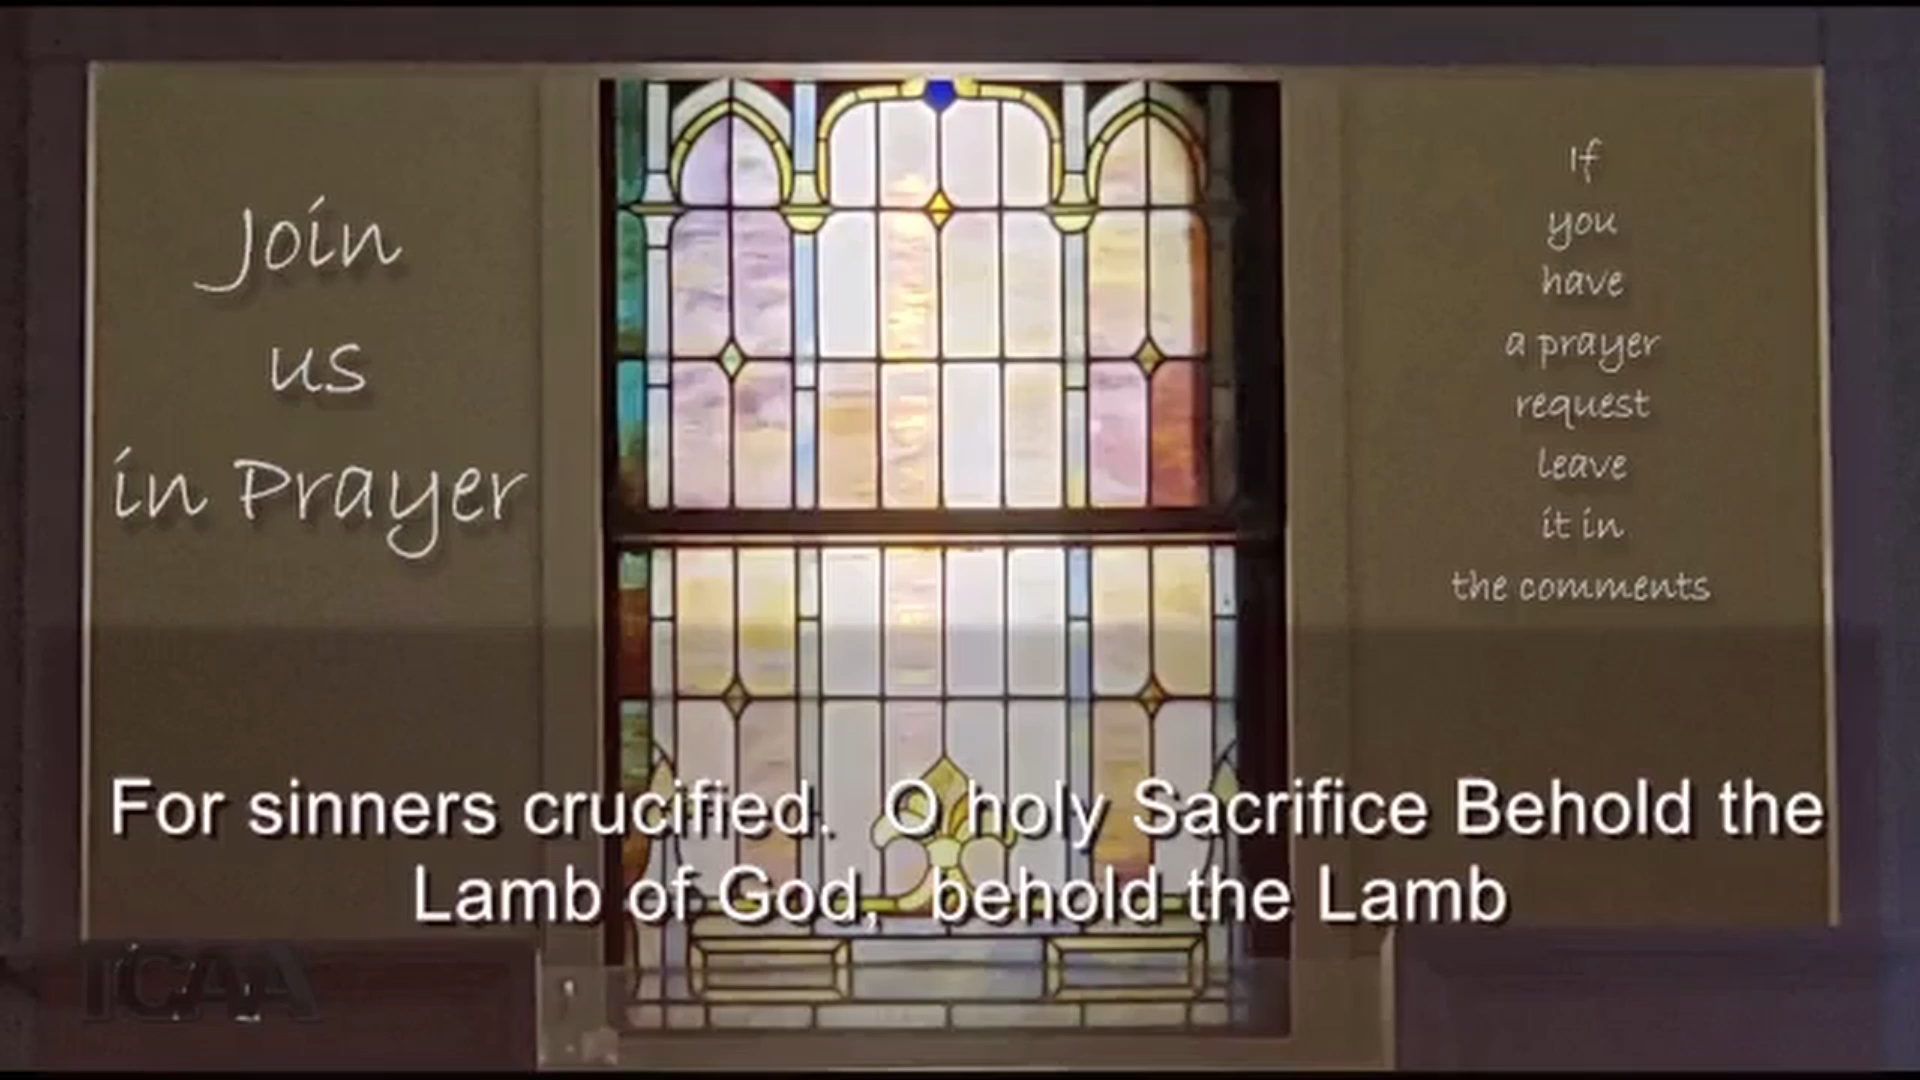 Join
us
in Prayer
If
you
have
a prayer
request
leave
it in
the comments
For sinners crucified.  O holy Sacrifice Behold the
Lamb of God,  behold the Lamb
TCAA